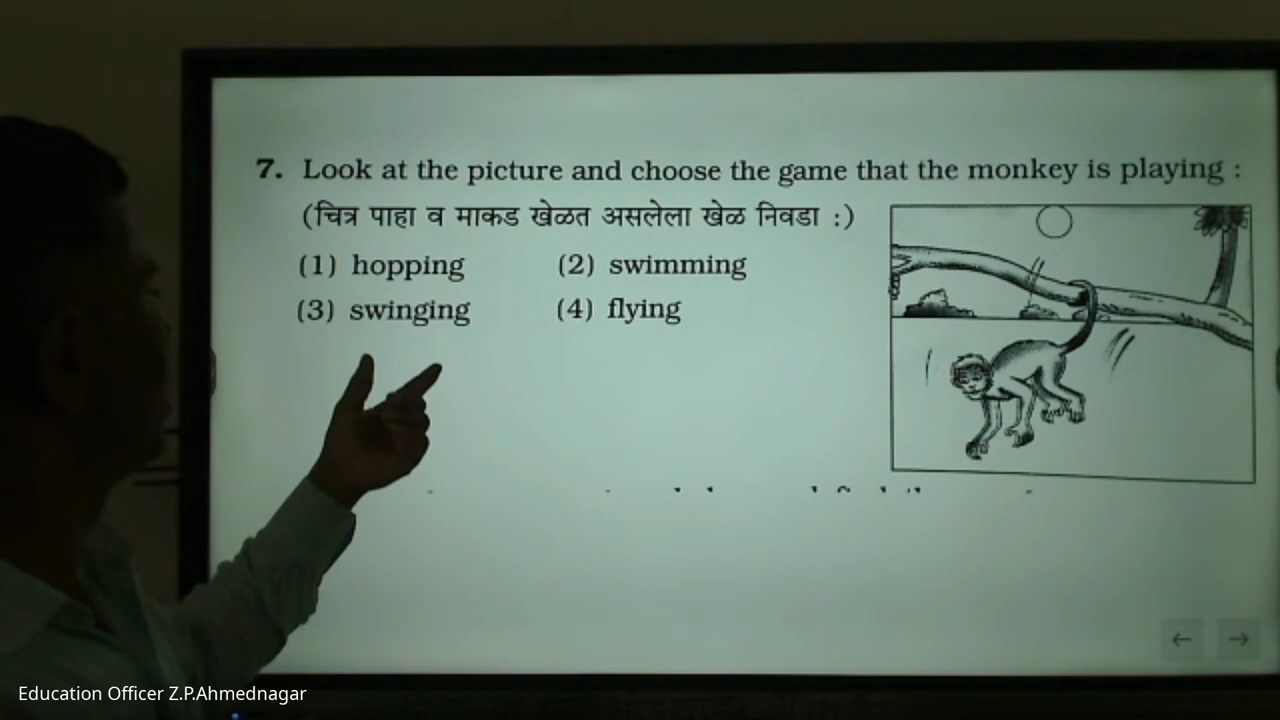 7. Look at the picture and choose the game that the monkey is playing :
(चित्र पाहा व माकड खेळत असलेला खेळ निवडा :)
(1) hopping (2) swimming
(3) swinging (4) flying
Education Officer Z.P.Ahmednagar